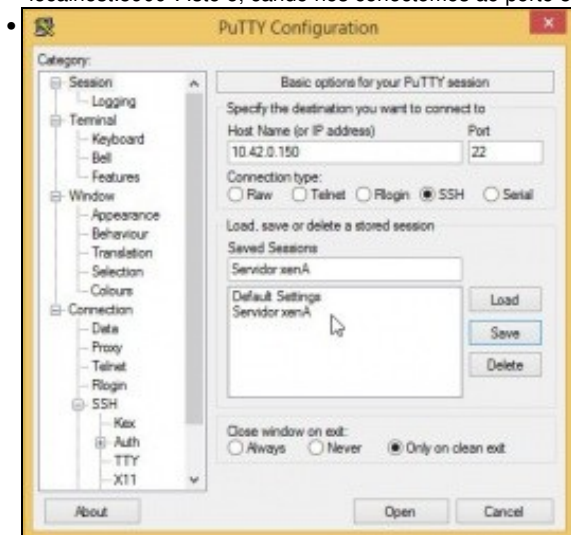 PuTTY Configuration
Category:
Session
Logging
Terminal
Keyboard
Bell
Features
Window
Appearance
Behaviour
Translation
Selection
Colours
Connection
Data
Proxy
Telnet
Rlogin
SSH
Kex
Auth
TTY
X11
Basic options for your PuTTY session
Specify the destination you want to connect to
Host Name (or IP address) Port
10.42.0.150 22
Connection type:
Raw Telnet Rlogin SSH Serial
Load, save or delete a stored session
Saved Sessions
Servidor xenA
Default Settings
Servidor xenA
Load
Save
Delete
Close window on exit:
Always Never Only on clean exit
About Open Cancel